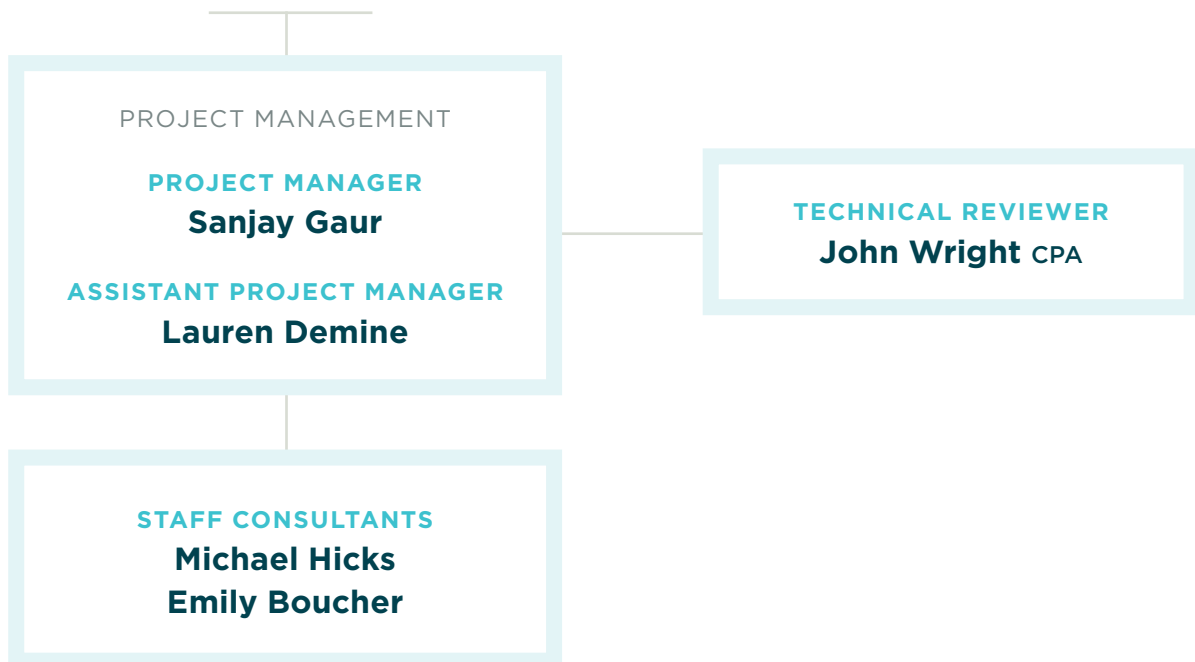 PROJECT MANAGEMENT
PROJECT MANAGER
Sanjay Gaur
ASSISTANT PROJECT MANAGER
Lauren Demine
TECHNICAL REVIEWER
John Wright CPA
STAFF CONSULTANTS
Michael Hicks
Emily Boucher